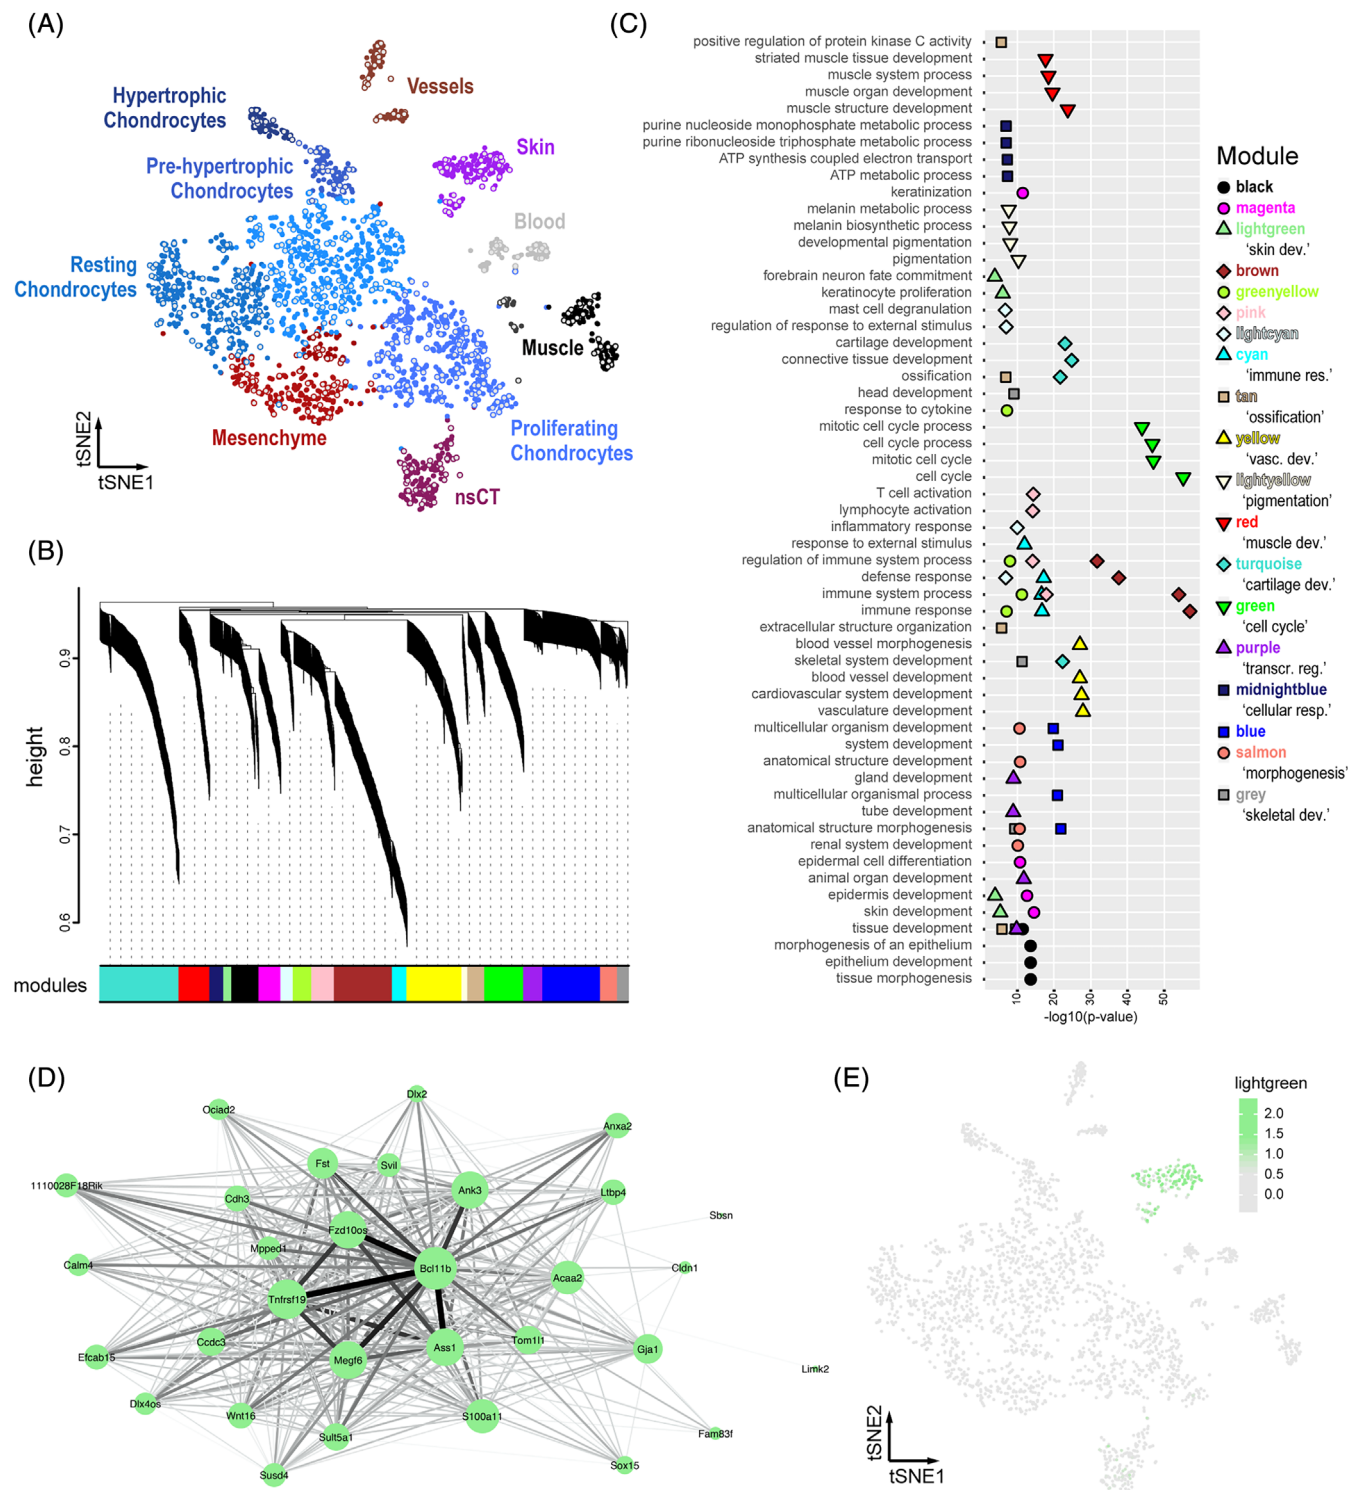 (A)
Vessels
Hypertrophic
Chondrocytes
Skin
Pre-hypertrophic
Chondrocytes
Blood
Resting
Chondrocytes
Muscle
Mesenchyme
Proliferating
Chondrocytes
nsCT
tSNE2
tSNE1
(B)
height
0.9
0.8
0.7
0.6
modules
(C)
positive regulation of protein kinase C activity
striated muscle tissue development
muscle system process
muscle organ development
muscle structure development
purine nucleoside monophosphate metabolic process
purine ribonucleoside triphosphate metabolic process
ATP synthesis coupled electron transport
ATP metabolic process
keratinization
melanin metabolic process
melanin biosynthetic process
developmental pigmentation
pigmentation
forebrain neuron fate commitment
keratinocyte proliferation
mast cell degranulation
regulation of response to external stimulus
cartilage development
connective tissue development
ossification
head development
response to cytokine
mitotic cell cycle process
cell cycle process
mitotic cell cycle
cell cycle
T cell activation
lymphocyte activation
inflammatory response
response to external stimulus
regulation of immune system process
defense response
immune system process
immune response
extracellular structure organization
blood vessel morphogenesis
skeletal system development
blood vessel development
cardiovascular system development
vasculature development
multicellular organism development
system development
anatomical structure development
gland development
multicellular organismal process
tube development
anatomical structure morphogenesis
renal system development
epidermal cell differentiation
animal organ development
epidermis development
skin development
tissue development
morphogenesis of an epithelium
epithelium development
tissue morphogenesis
10
20
30
40
50
-log10(p-value)
Module
black
magenta
lightgreen
'skin dev.'
brown
greenyellow
pink
lightcyan
cyan
'immune res.'
tan
'ossification'
yellow
'vasc. dev.'
lightyellow
'pigmentation'
red
'muscle dev.'
turquoise
'cartilage dev.'
green
'cell cycle'
purple
'transcr. reg.'
midnightblue
'cellular resp.'
blue
salmon
'morphogenesis'
grey
'skeletal dev.'
(D)
Dlx2
Ociad2
Anxa2
Fst
Svil
1110028F18Rik
Cdh3
Ank3
Ltbp4
Sbsn
Fzd10os
Mpped1
Calm4
Bcl11b
Cldn1
Acaa2
Tnfrsf19
Ccdc3
Efcab15
Megf6
Ass1
Tom1l1
Gja1
Limk2
Dlx4os
Wnt16
S100a11
Sult5a1
Fam83f
Susd4
Sox15
(E)
lightgreen
2.0
1.5
1.0
0.5
0.0
tSNE2
tSNE1